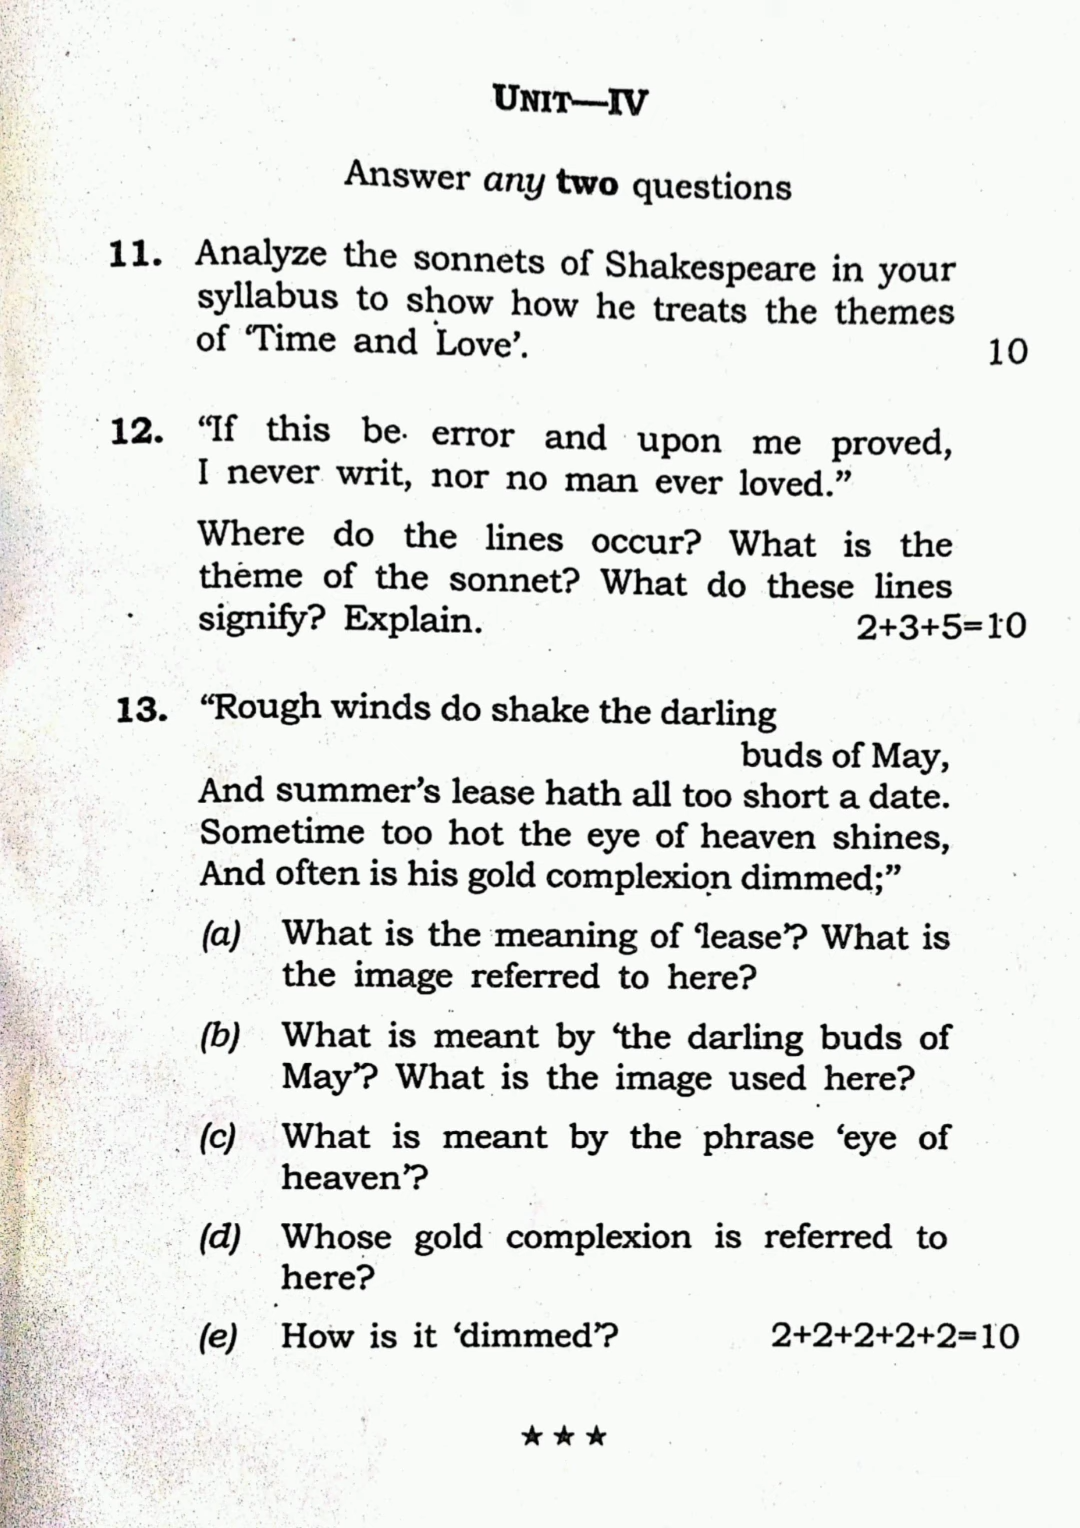 UNIT—IV
Answer any two questions
11. Analyze the sonnets of Shakespeare in your
syllabus to show how he treats the themes
of ‘Time and Love’. 10
12. “If this be error and upon me proved,
I never writ, nor no man ever loved.”
Where do the lines occur? What is the
theme of the sonnet? What do these lines
signify? Explain. 2+3+5=10
13. “Rough winds do shake the darling
buds of May,
And summer’s lease hath all too short a date.
Sometime too hot the eye of heaven shines,
And often is his gold complexion dimmed;”
(a) What is the meaning of ‘lease’? What is
the image referred to here?
(b) What is meant by ‘the darling buds of
May’? What is the image used here?
(c) What is meant by the phrase ‘eye of
heaven’?
(d) Whose gold complexion is referred to
here?
(e) How is it ‘dimmed’? 2+2+2+2+2=10
★ ★ ★